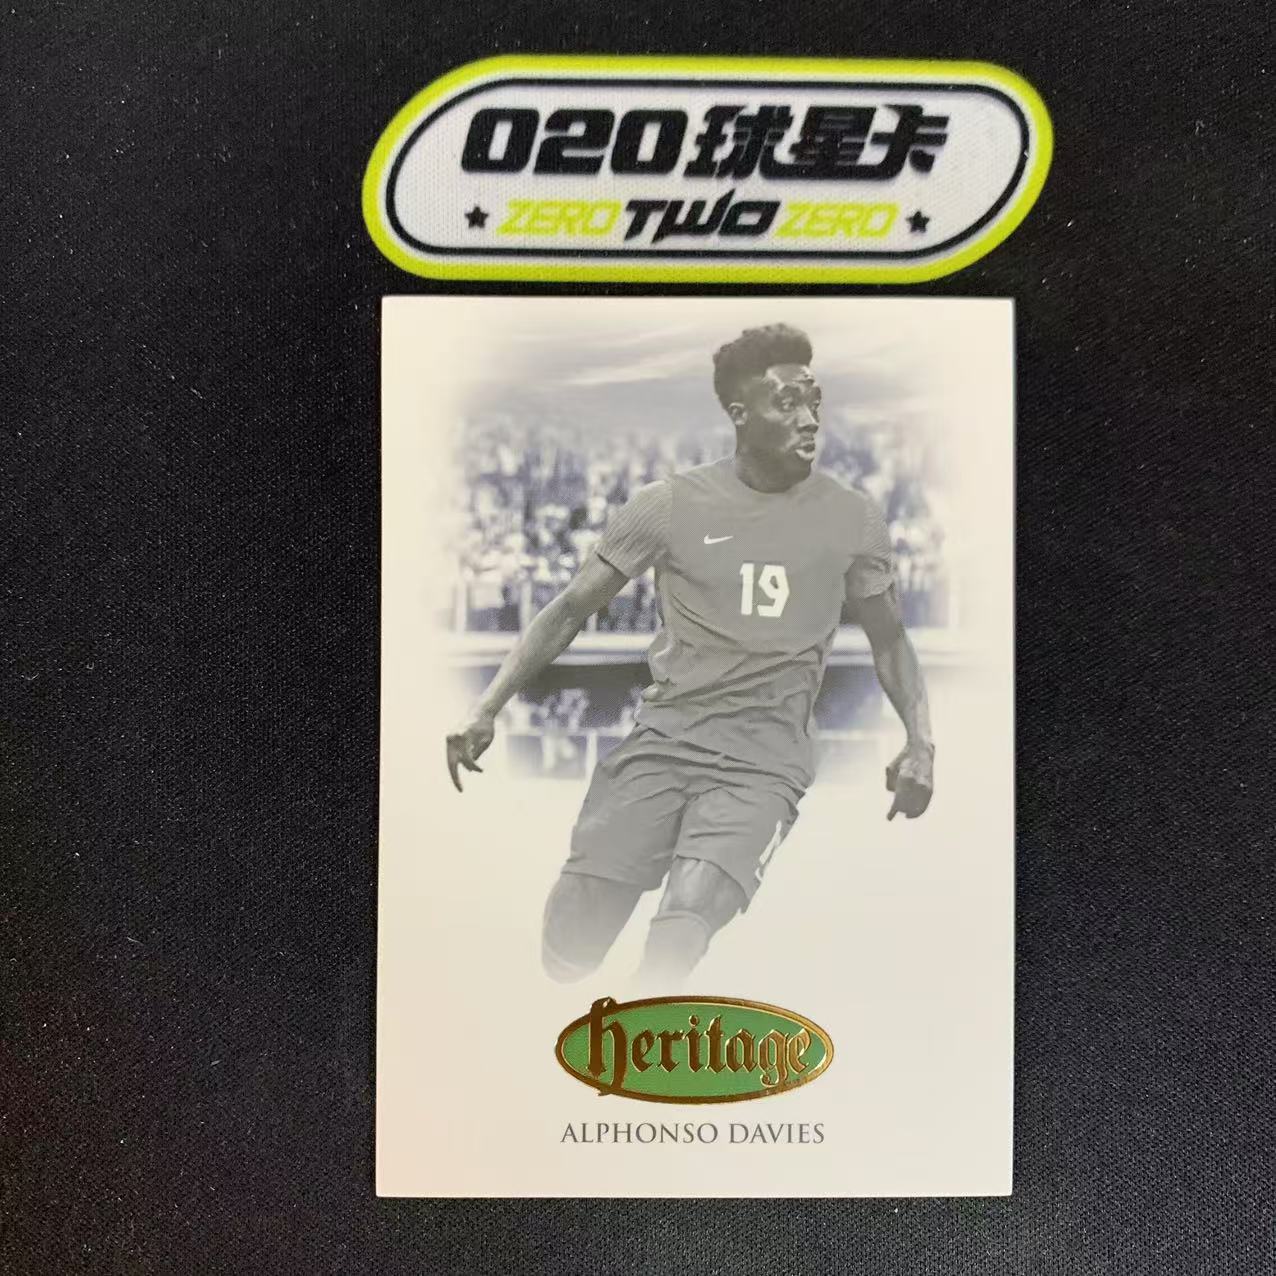 020球星卡
ZERO TWO ZERO
19
heritage
ALPHONSO DAVIES